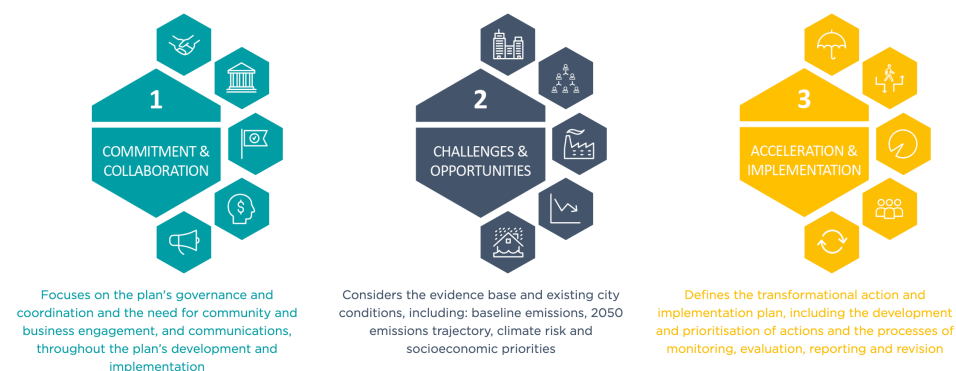 1
COMMITMENT &
COLLABORATION
Focuses on the plan's governance and
coordination and the need for community and
business engagement, and communications,
throughout the plan's development and
implementation
2
CHALLENGES &
OPPORTUNITIES
Considers the evidence base and existing city
conditions, including: baseline emissions, 2050
emissions trajectory, climate risk and
socioeconomic priorities
3
ACCELERATION &
IMPLEMENTATION
Defines the transformational action and
implementation plan, including the development
and prioritisation of actions and the processes of
monitoring, evaluation, reporting and revision
$